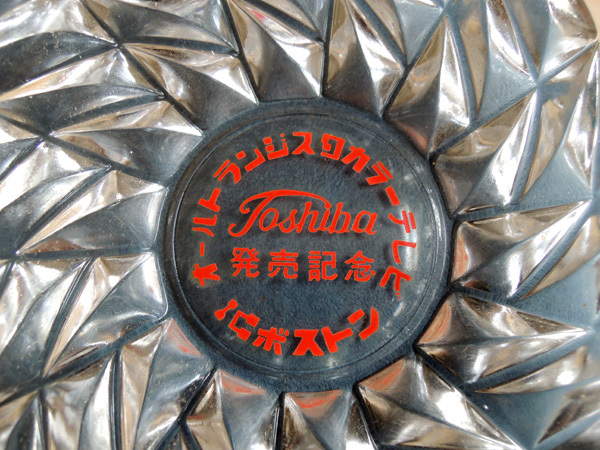 オールトランジスタカラーテレビ
Toshiba
発売記念
ICボストン